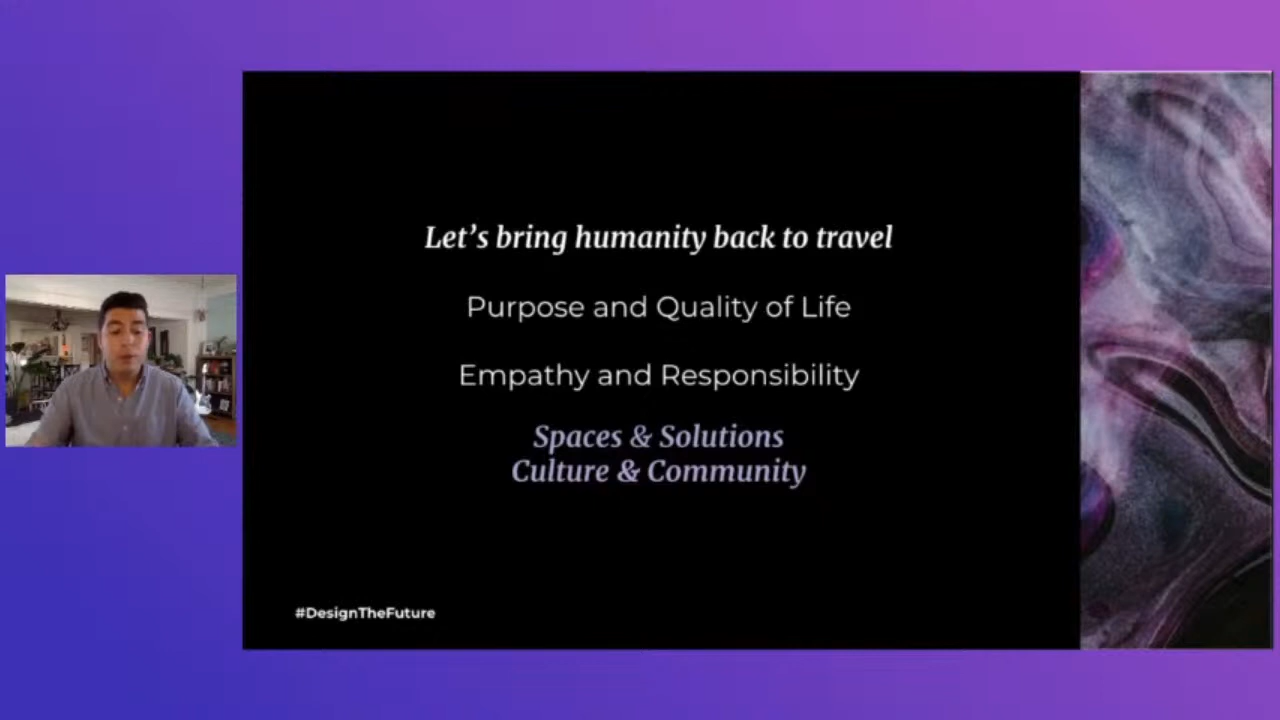 Let's bring humanity back to travel
Purpose and Quality of Life
Empathy and Responsibility
Spaces & Solutions
Culture & Community
#DesignTheFuture